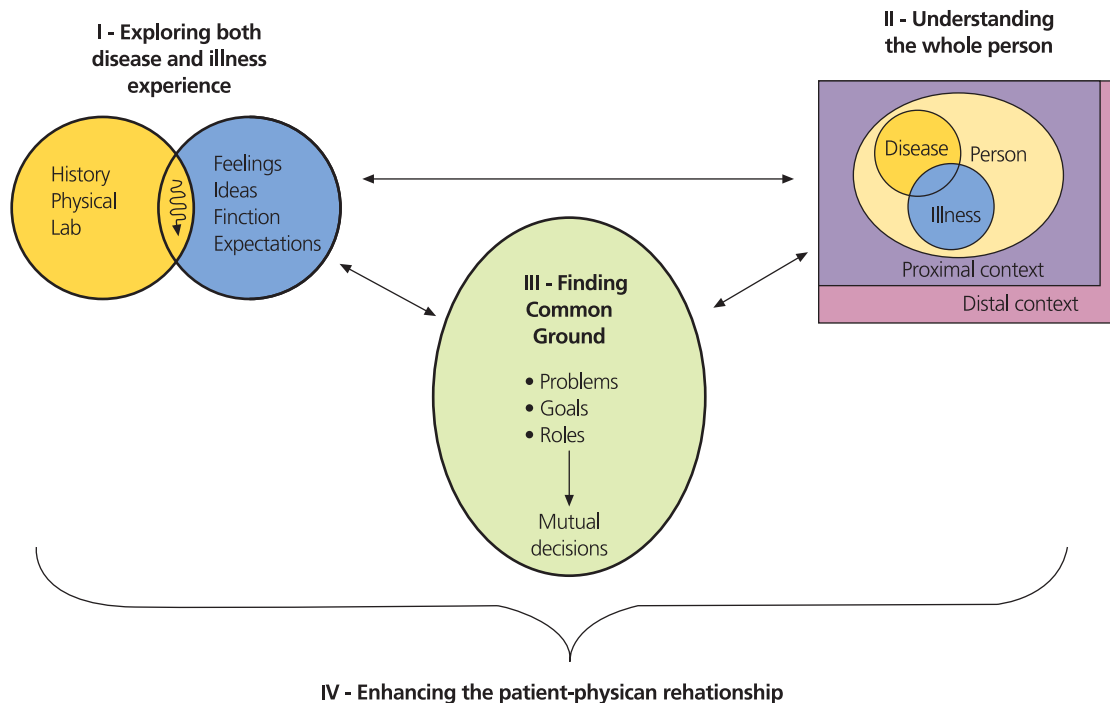 I - Exploring both
disease and illness
experience
II - Understanding
the whole person
History
Physical
Lab
Feelings
Ideas
Finction
Expectations
Disease
Person
Illness
Proximal context
Distal context
III - Finding
Common
Ground
• Problems
• Goals
• Roles
Mutual
decisions
IV - Enhancing the patient-physican rehationship